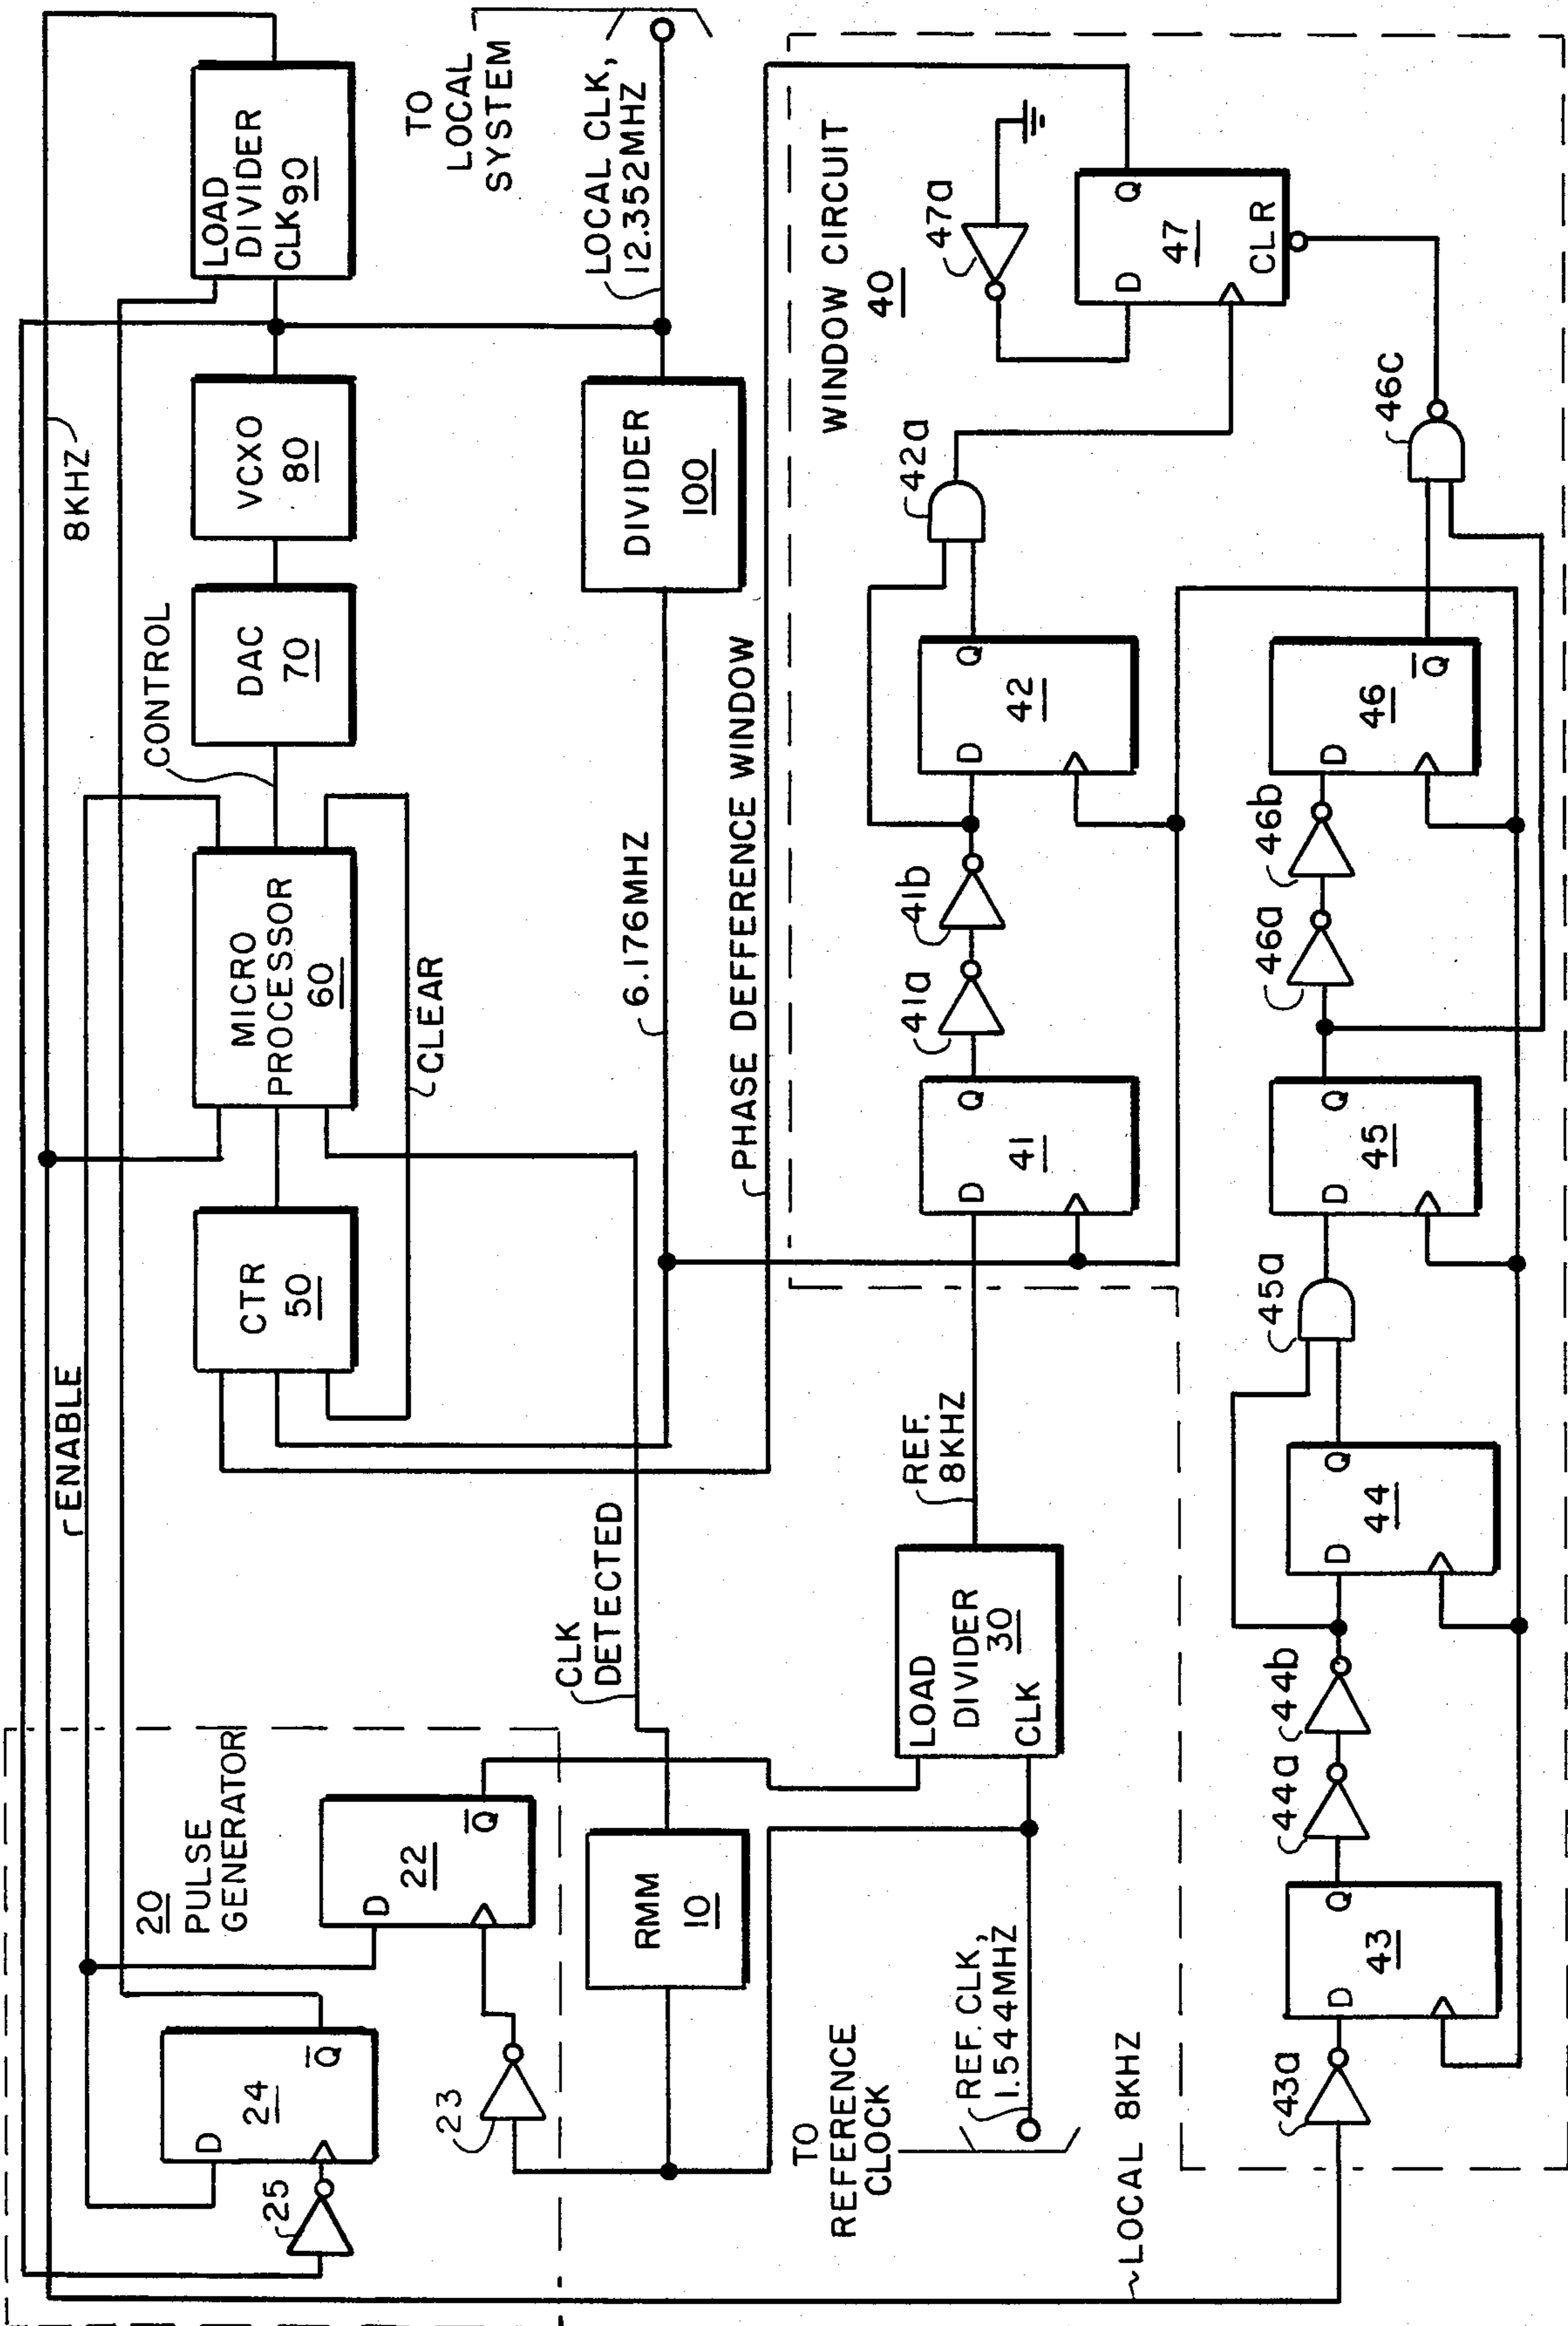 20 PULSE
GENERATOR
24
D
Q
25
22
D
Q
23
RMM
10
CLK
DETECTED
ENABLE
8KHZ
CTR
50
MICRO
PROCESSOR
60
CLEAR
CONTROL
DAC
70
VCXO
80
LOAD
DIVIDER
CLK 90
TO
LOCAL
SYSTEM
LOCAL CLK,
12.352MHZ
DIVIDER
100
6.176MHZ
PHASE DEFFERENCE WINDOW
TO
REFERENCE
CLOCK
REF. CLK,
1.544MHZ
LOAD
DIVIDER
30
CLK
REF.
8KHZ
WINDOW CIRCUIT
40
41
D
Q
41a
41b
42
D
Q
42a
47a
47
D
Q
CLR
LOCAL 8KHZ
43a
43
D
Q
44a
44b
44
D
Q
45a
45
D
Q
46a
46b
46
D
Q
46C